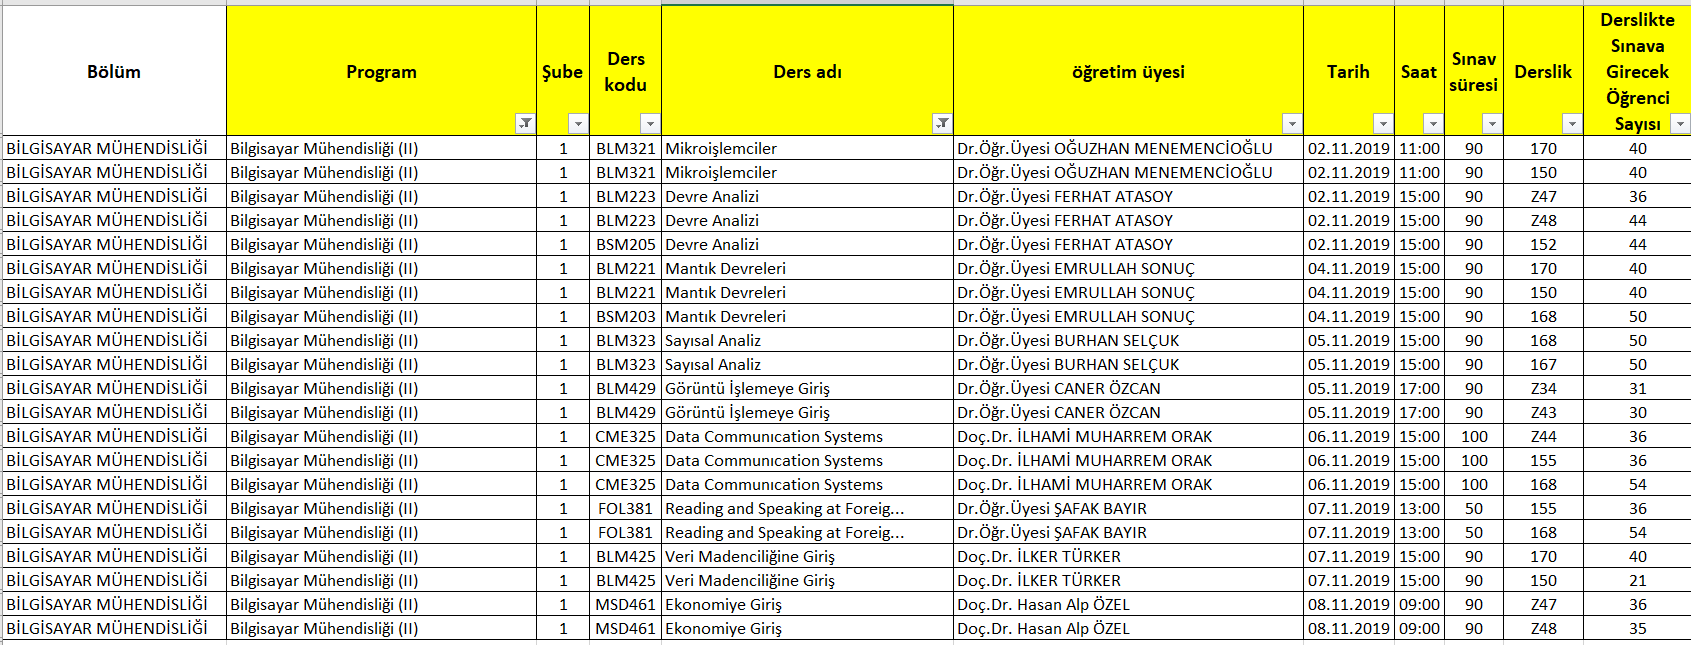 Bölüm Program Şube Ders kodu Ders adı öğretim üyesi Tarih Saat Sınav süresi Derslik Derslikte Sınava Girecek Öğrenci Sayısı
BİLGİSAYAR MÜHENDİSLİĞİ Bilgisayar Mühendisliği (II) 1 BLM321 Mikroişlemciler Dr.Öğr.Üyesi OĞUZHAN MENEMENCİOĞLU 02.11.2019 11:00 90 170 40
BİLGİSAYAR MÜHENDİSLİĞİ Bilgisayar Mühendisliği (II) 1 BLM321 Mikroişlemciler Dr.Öğr.Üyesi OĞUZHAN MENEMENCİOĞLU 02.11.2019 11:00 90 150 40
BİLGİSAYAR MÜHENDİSLİĞİ Bilgisayar Mühendisliği (II) 1 BLM223 Devre Analizi Dr.Öğr.Üyesi FERHAT ATASOY 02.11.2019 15:00 90 Z47 36
BİLGİSAYAR MÜHENDİSLİĞİ Bilgisayar Mühendisliği (II) 1 BLM223 Devre Analizi Dr.Öğr.Üyesi FERHAT ATASOY 02.11.2019 15:00 90 Z48 44
BİLGİSAYAR MÜHENDİSLİĞİ Bilgisayar Mühendisliği (II) 1 BSM205 Devre Analizi Dr.Öğr.Üyesi FERHAT ATASOY 02.11.2019 15:00 90 152 44
BİLGİSAYAR MÜHENDİSLİĞİ Bilgisayar Mühendisliği (II) 1 BLM221 Mantık Devreleri Dr.Öğr.Üyesi EMRULLAH SONUÇ 04.11.2019 15:00 90 170 40
BİLGİSAYAR MÜHENDİSLİĞİ Bilgisayar Mühendisliği (II) 1 BLM221 Mantık Devreleri Dr.Öğr.Üyesi EMRULLAH SONUÇ 04.11.2019 15:00 90 150 40
BİLGİSAYAR MÜHENDİSLİĞİ Bilgisayar Mühendisliği (II) 1 BSM203 Mantık Devreleri Dr.Öğr.Üyesi EMRULLAH SONUÇ 04.11.2019 15:00 90 168 50
BİLGİSAYAR MÜHENDİSLİĞİ Bilgisayar Mühendisliği (II) 1 BLM323 Sayısal Analiz Dr.Öğr.Üyesi BURHAN SELÇUK 05.11.2019 15:00 90 168 50
BİLGİSAYAR MÜHENDİSLİĞİ Bilgisayar Mühendisliği (II) 1 BLM323 Sayısal Analiz Dr.Öğr.Üyesi BURHAN SELÇUK 05.11.2019 15:00 90 167 50
BİLGİSAYAR MÜHENDİSLİĞİ Bilgisayar Mühendisliği (II) 1 BLM429 Görüntü İşlemeye Giriş Dr.Öğr.Üyesi CANER ÖZCAN 05.11.2019 17:00 90 Z34 31
BİLGİSAYAR MÜHENDİSLİĞİ Bilgisayar Mühendisliği (II) 1 BLM429 Görüntü İşlemeye Giriş Dr.Öğr.Üyesi CANER ÖZCAN 05.11.2019 17:00 90 Z43 30
BİLGİSAYAR MÜHENDİSLİĞİ Bilgisayar Mühendisliği (II) 1 CME325 Data Communıcation Systems Doç.Dr. İLHAMİ MUHARREM ORAK 06.11.2019 15:00 100 Z44 36
BİLGİSAYAR MÜHENDİSLİĞİ Bilgisayar Mühendisliği (II) 1 CME325 Data Communıcation Systems Doç.Dr. İLHAMİ MUHARREM ORAK 06.11.2019 15:00 100 155 36
BİLGİSAYAR MÜHENDİSLİĞİ Bilgisayar Mühendisliği (II) 1 CME325 Data Communıcation Systems Doç.Dr. İLHAMİ MUHARREM ORAK 06.11.2019 15:00 100 168 54
BİLGİSAYAR MÜHENDİSLİĞİ Bilgisayar Mühendisliği (II) 1 FOL381 Reading and Speaking at Foreig... Dr.Öğr.Üyesi ŞAFAK BAYIR 07.11.2019 13:00 50 155 36
BİLGİSAYAR MÜHENDİSLİĞİ Bilgisayar Mühendisliği (II) 1 FOL381 Reading and Speaking at Foreig... Dr.Öğr.Üyesi ŞAFAK BAYIR 07.11.2019 13:00 50 168 54
BİLGİSAYAR MÜHENDİSLİĞİ Bilgisayar Mühendisliği (II) 1 BLM425 Veri Madenciliğine Giriş Doç.Dr. İLKER TÜRKER 07.11.2019 15:00 90 170 40
BİLGİSAYAR MÜHENDİSLİĞİ Bilgisayar Mühendisliği (II) 1 BLM425 Veri Madenciliğine Giriş Doç.Dr. İLKER TÜRKER 07.11.2019 15:00 90 150 21
BİLGİSAYAR MÜHENDİSLİĞİ Bilgisayar Mühendisliği (II) 1 MSD461 Ekonomiye Giriş Doç.Dr. Hasan Alp ÖZEL 08.11.2019 09:00 90 Z47 36
BİLGİSAYAR MÜHENDİSLİĞİ Bilgisayar Mühendisliği (II) 1 MSD461 Ekonomiye Giriş Doç.Dr. Hasan Alp ÖZEL 08.11.2019 09:00 90 Z48 35